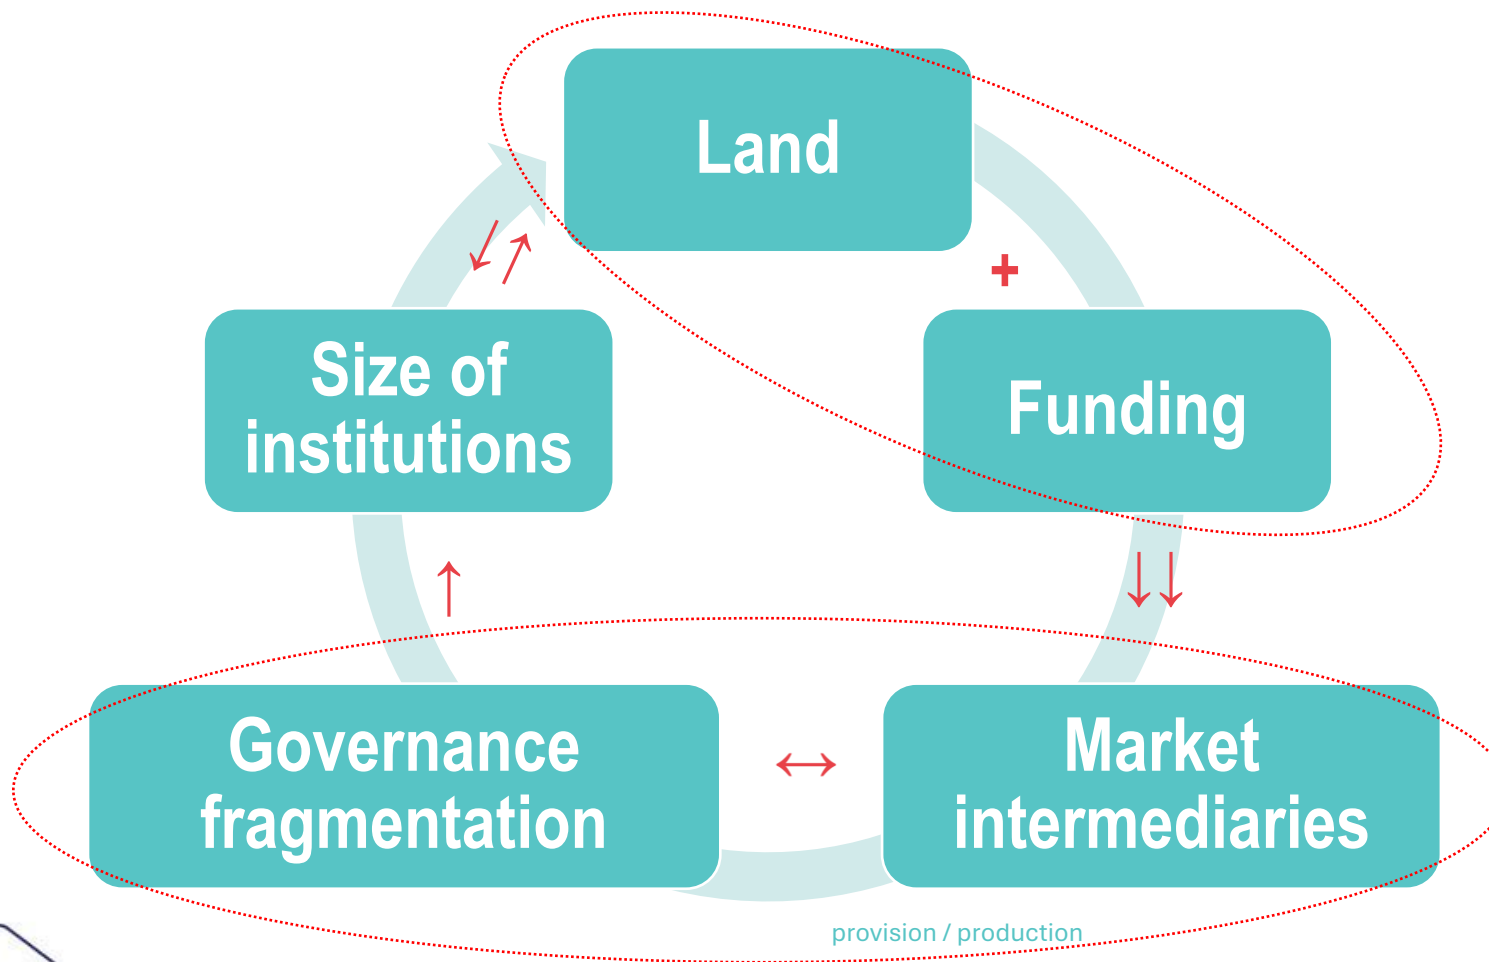 Land
+
Funding
Size of
institutions
Governance
fragmentation
Market
intermediaries
provision / production